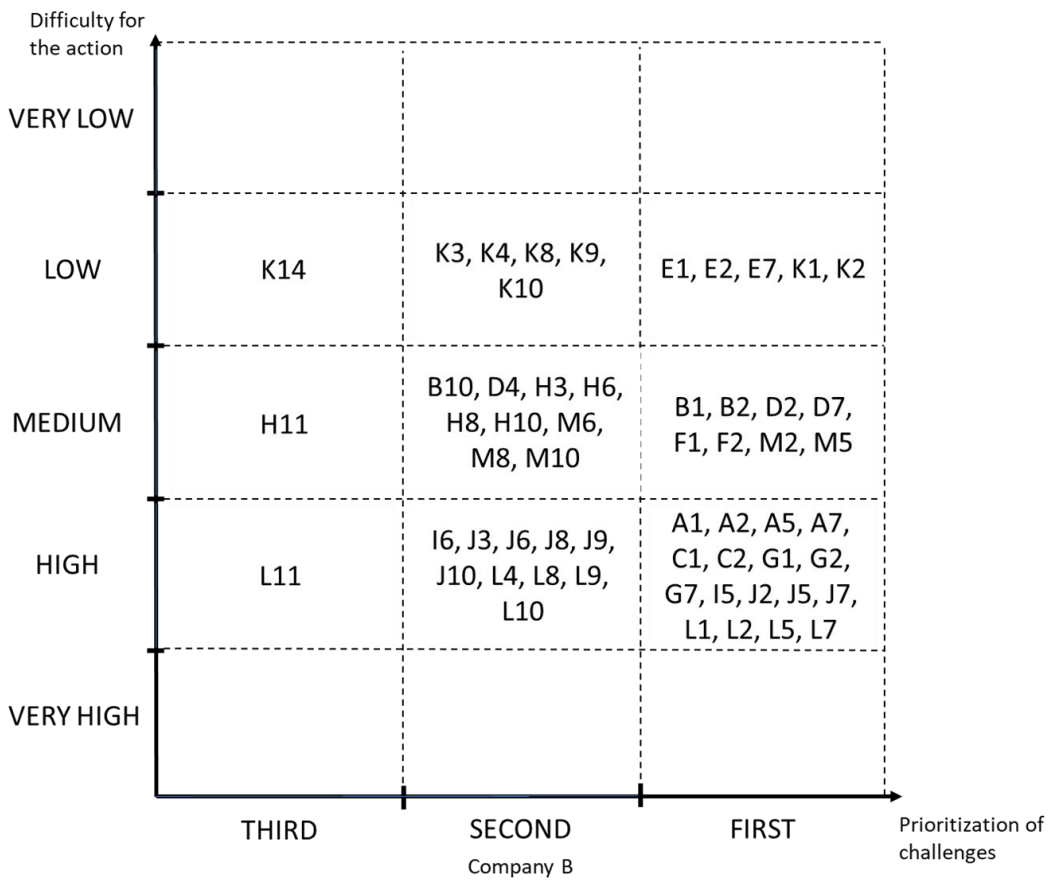 Difficulty for
the action
VERY LOW
LOW
K14
K3, K4, K8, K9,
K10
E1, E2, E7, K1, K2
MEDIUM
H11
B10, D4, H3, H6,
H8, H10, M6,
M8, M10
B1, B2, D2, D7,
F1, F2, M2, M5
HIGH
L11
I6, J3, J6, J8, J9,
J10, L4, L8, L9,
L10
A1, A2, A5, A7,
C1, C2, G1, G2,
G7, I5, J2, J5, J7,
L1, L2, L5, L7
VERY HIGH
THIRD
SECOND
FIRST
Prioritization of
challenges
Company B